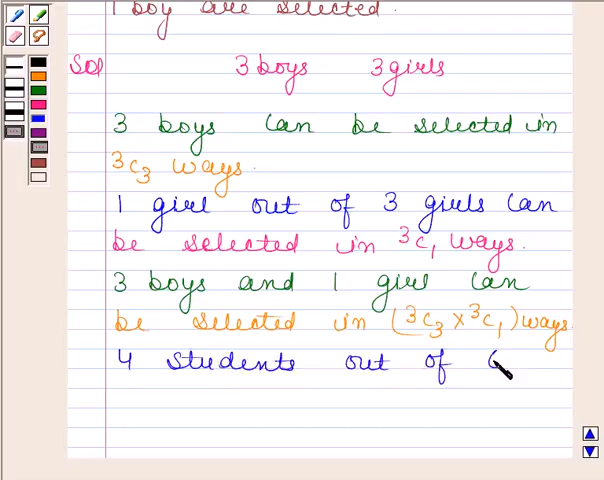 1 boy are selected.
Sol 3 boys 3 girls
3 boys can be selected in
³C₃ ways.
1 girl out of 3 girls can
be selected in ³C₁ ways.
3 boys and 1 girl can
be selected in (³C₃ × ³C₁) ways.
4 students out of